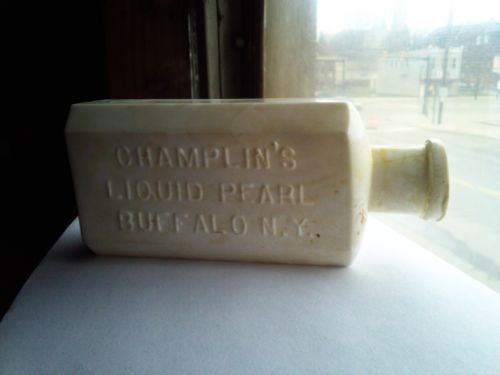 CHAMPLIN'S
LIQUID PEARL
BUFFALO N.Y.